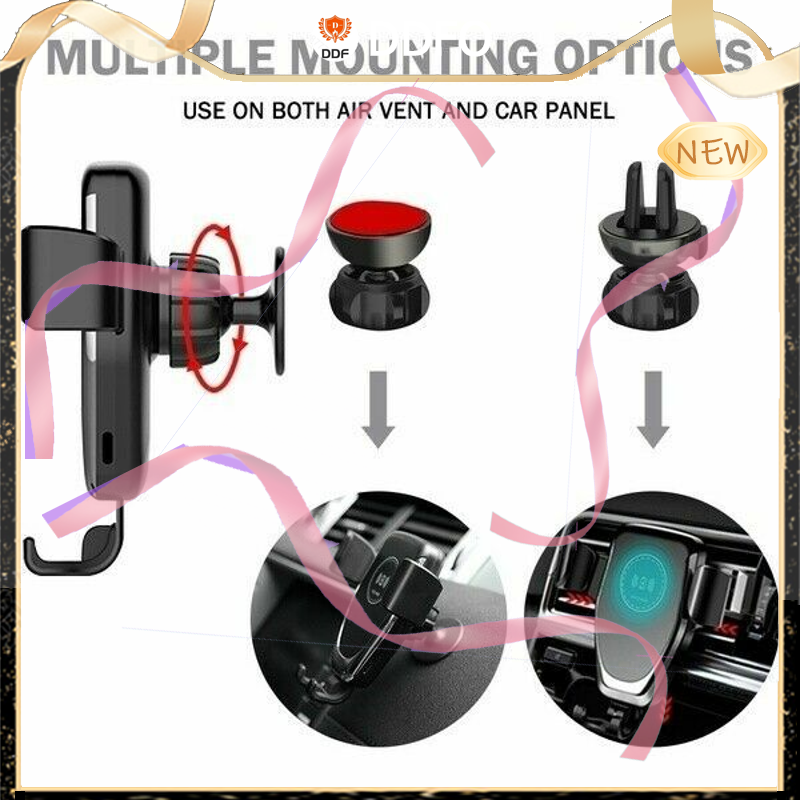 DDF
MULTIPLE MOUNTING OPTIONS
USE ON BOTH AIR VENT AND CAR PANEL
NEW